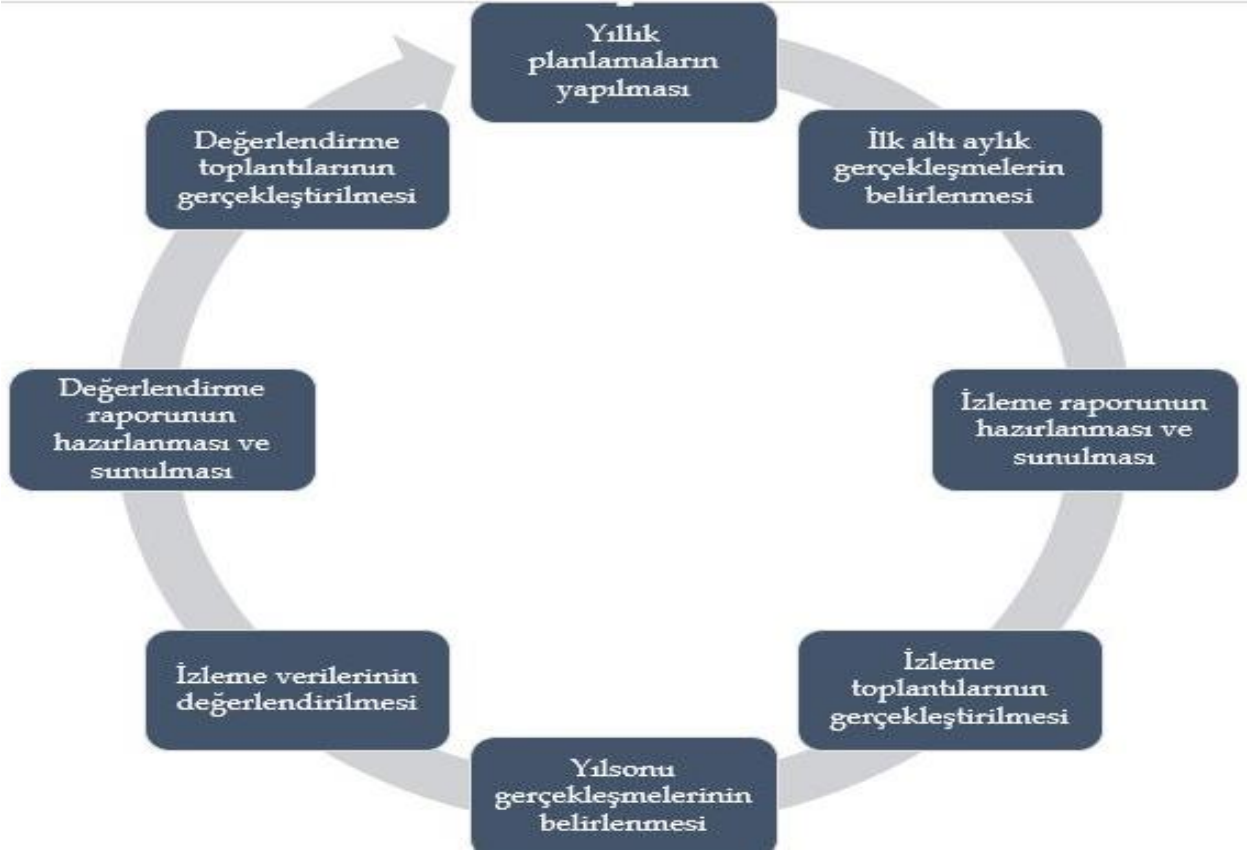 Yıllık
planlamaların
yapılması
İlk altı aylık
gerçekleşmelerin
belirlenmesi
İzleme raporunun
hazırlanması ve
sunulması
İzleme
toplantılarının
gerçekleştirilmesi
Yılsonu
gerçekleşmelerinin
belirlenmesi
İzleme verilerinin
değerlendirilmesi
Değerlendirme
raporunun
hazırlanması ve
sunulması
Değerlendirme
toplantılarının
gerçekleştirilmesi